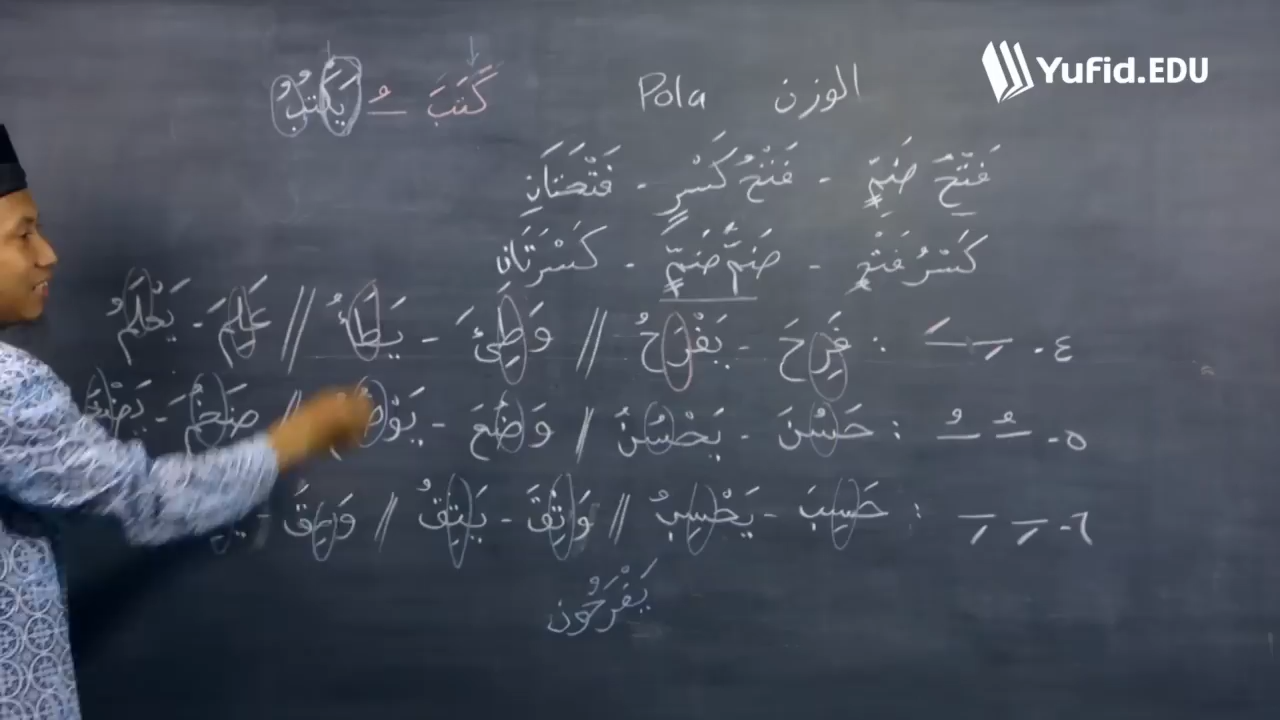 YuFid.EDU
الوزن Pola كَتَبَ ـُ يَكْتُبُ
فَتْحُ ضَمٍّ - فَتْحُ كَسْرٍ - فَتْحَتَانِ
كَسْرُ فَتْحٍ - ضَمُّ ضَمٍّ - كَسْرَتَانِ
٤- ـِـَ : فَرِحَ - يَفْرَحُ // وَطِئَ - يَطَأُ // عَلِمَ - يَعْلَمُ
٥- ـُ ـُ : حَسُنَ - يَحْسُنُ // وَضُعَ - يَوْضُ //
٦- ـِ ـِ : حَسِبَ - يَحْسِبُ // وَثِقَ - يَثِقُ // وَرِقَ -
يَفْرَحُون